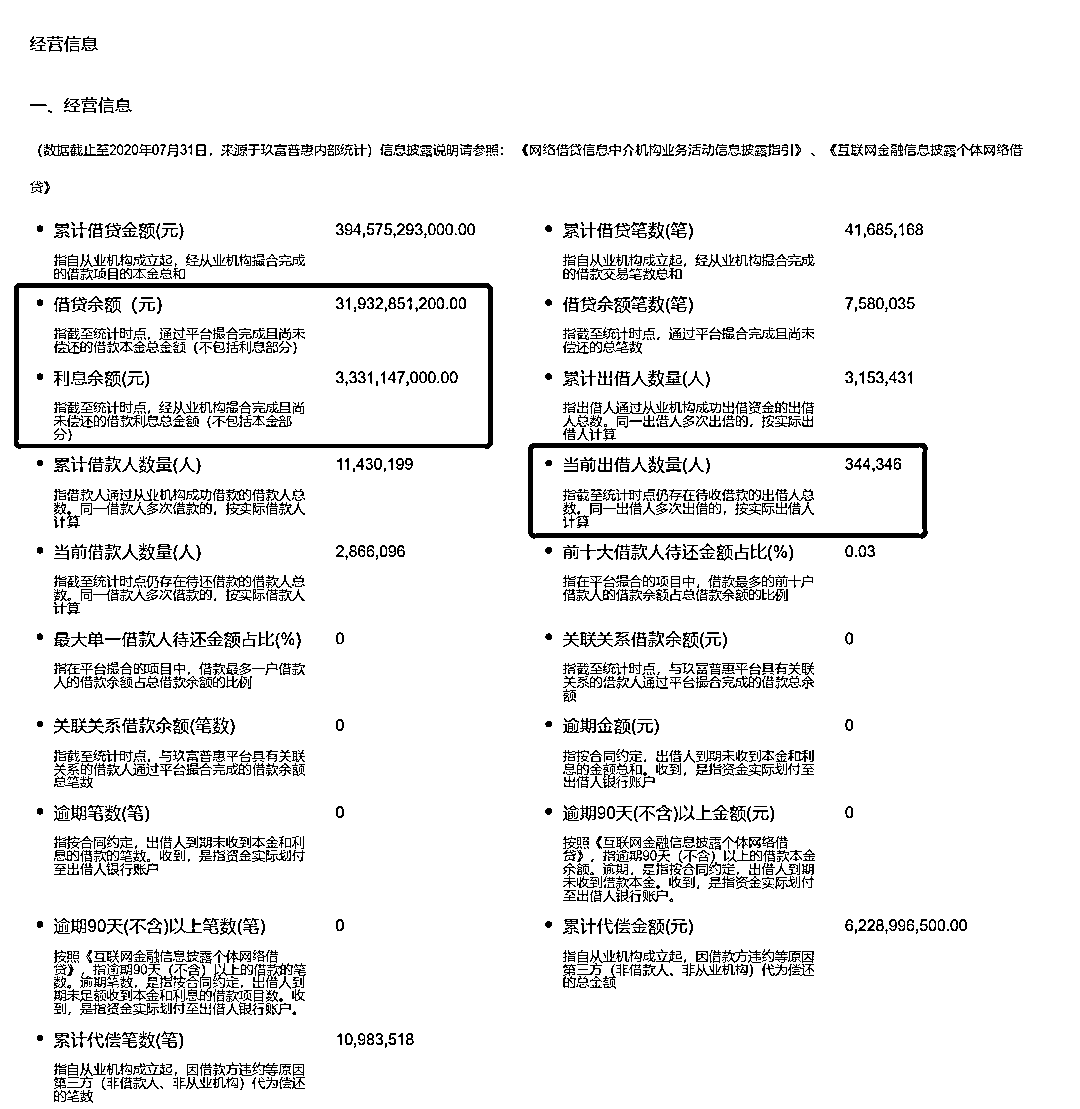 经营信息
一、经营信息
（数据截止至2020年07月31日，来源于玖富普惠内部统计）信息披露说明请参照：《网络借贷信息中介机构业务活动信息披露指引》、《互联网金融信息披露个体网络借
贷》
• 累计借贷金额(元) 394,575,293,000.00
指自从业机构成立起，经从业机构撮合完成
的借款项目的本金总和
• 累计借贷笔数(笔) 41,685,168
指自从业机构成立起，经从业机构撮合完成
的借款交易笔数总和
• 借贷余额（元） 31,932,851,200.00
指截至统计时点，通过平台撮合完成且尚未
偿还的借款本金总金额（不包括利息部分）
• 借贷余额笔数(笔) 7,580,035
指截至统计时点，通过平台撮合完成且尚未
偿还的总笔数
• 利息余额(元) 3,331,147,000.00
指截至统计时点，经从业机构撮合完成且尚
未偿还的借款利息总金额（不包括本金部
分）
• 累计出借人数量(人) 3,153,431
指出借人通过从业机构成功出借资金的出借
人总数。同一出借人多次出借的，按实际出
借人计算
• 累计借款人数量(人) 11,430,199
指借款人通过从业机构成功借款的借款人总
数。同一借款人多次借款的，按实际借款人
计算
• 当前出借人数量(人) 344,346
指截至统计时点仍存在待收借款的出借人总
数。同一出借人多次出借的，按实际出借人
计算
• 当前借款人数量(人) 2,866,096
指截至统计时点仍存在待还借款的借款人总
数。同一借款人多次借款的，按实际借款人
计算
• 前十大借款人待还金额占比(%) 0.03
指在平台撮合的项目中，借款最多的前十户
借款人的借款余额占总借款余额的比例
• 最大单一借款人待还金额占比(%) 0
指在平台撮合的项目中，借款最多一户借款
人的借款余额占总借款余额的比例
• 关联关系借款余额(元) 0
指截至统计时点，与玖富普惠平台具有关联
关系的借款人通过平台撮合完成的借款总余
额
• 关联关系借款余额(笔数) 0
指截至统计时点，与玖富普惠平台具有关联
关系的借款人通过平台撮合完成的借款余额
总笔数
• 逾期金额(元) 0
指按合同约定，出借人到期未收到本金和利
息的金额总和。收到，是指资金实际划付至
出借人银行账户
• 逾期笔数(笔) 0
指按合同约定，出借人到期未收到本金和利
息的借款的笔数。收到，是指资金实际划付
至出借人银行账户
• 逾期90天(不含)以上金额(元) 0
按照《互联网金融信息披露个体网络借
贷》，指逾期90天（不含）以上的借款本金
余额。逾期，是指按合同约定，出借人到期
未收到借款本金。收到，是指资金实际划付
至出借人银行账户。
• 逾期90天(不含)以上笔数(笔) 0
按照《互联网金融信息披露个体网络借
贷》，指逾期90天（不含）以上的借款的笔
数。逾期笔数，是指按合同约定，出借人到
期未足额收到本金和利息的借款项目数。收
到，是指资金实际划付至出借人银行账户。
• 累计代偿金额(元) 6,228,996,500.00
指自从业机构成立起，因借款方违约等原因
第三方（非借款人、非从业机构）代为偿还
的总金额
• 累计代偿笔数(笔) 10,983,518
指自从业机构成立起，因借款方违约等原因
第三方（非借款人、非从业机构）代为偿还
的笔数